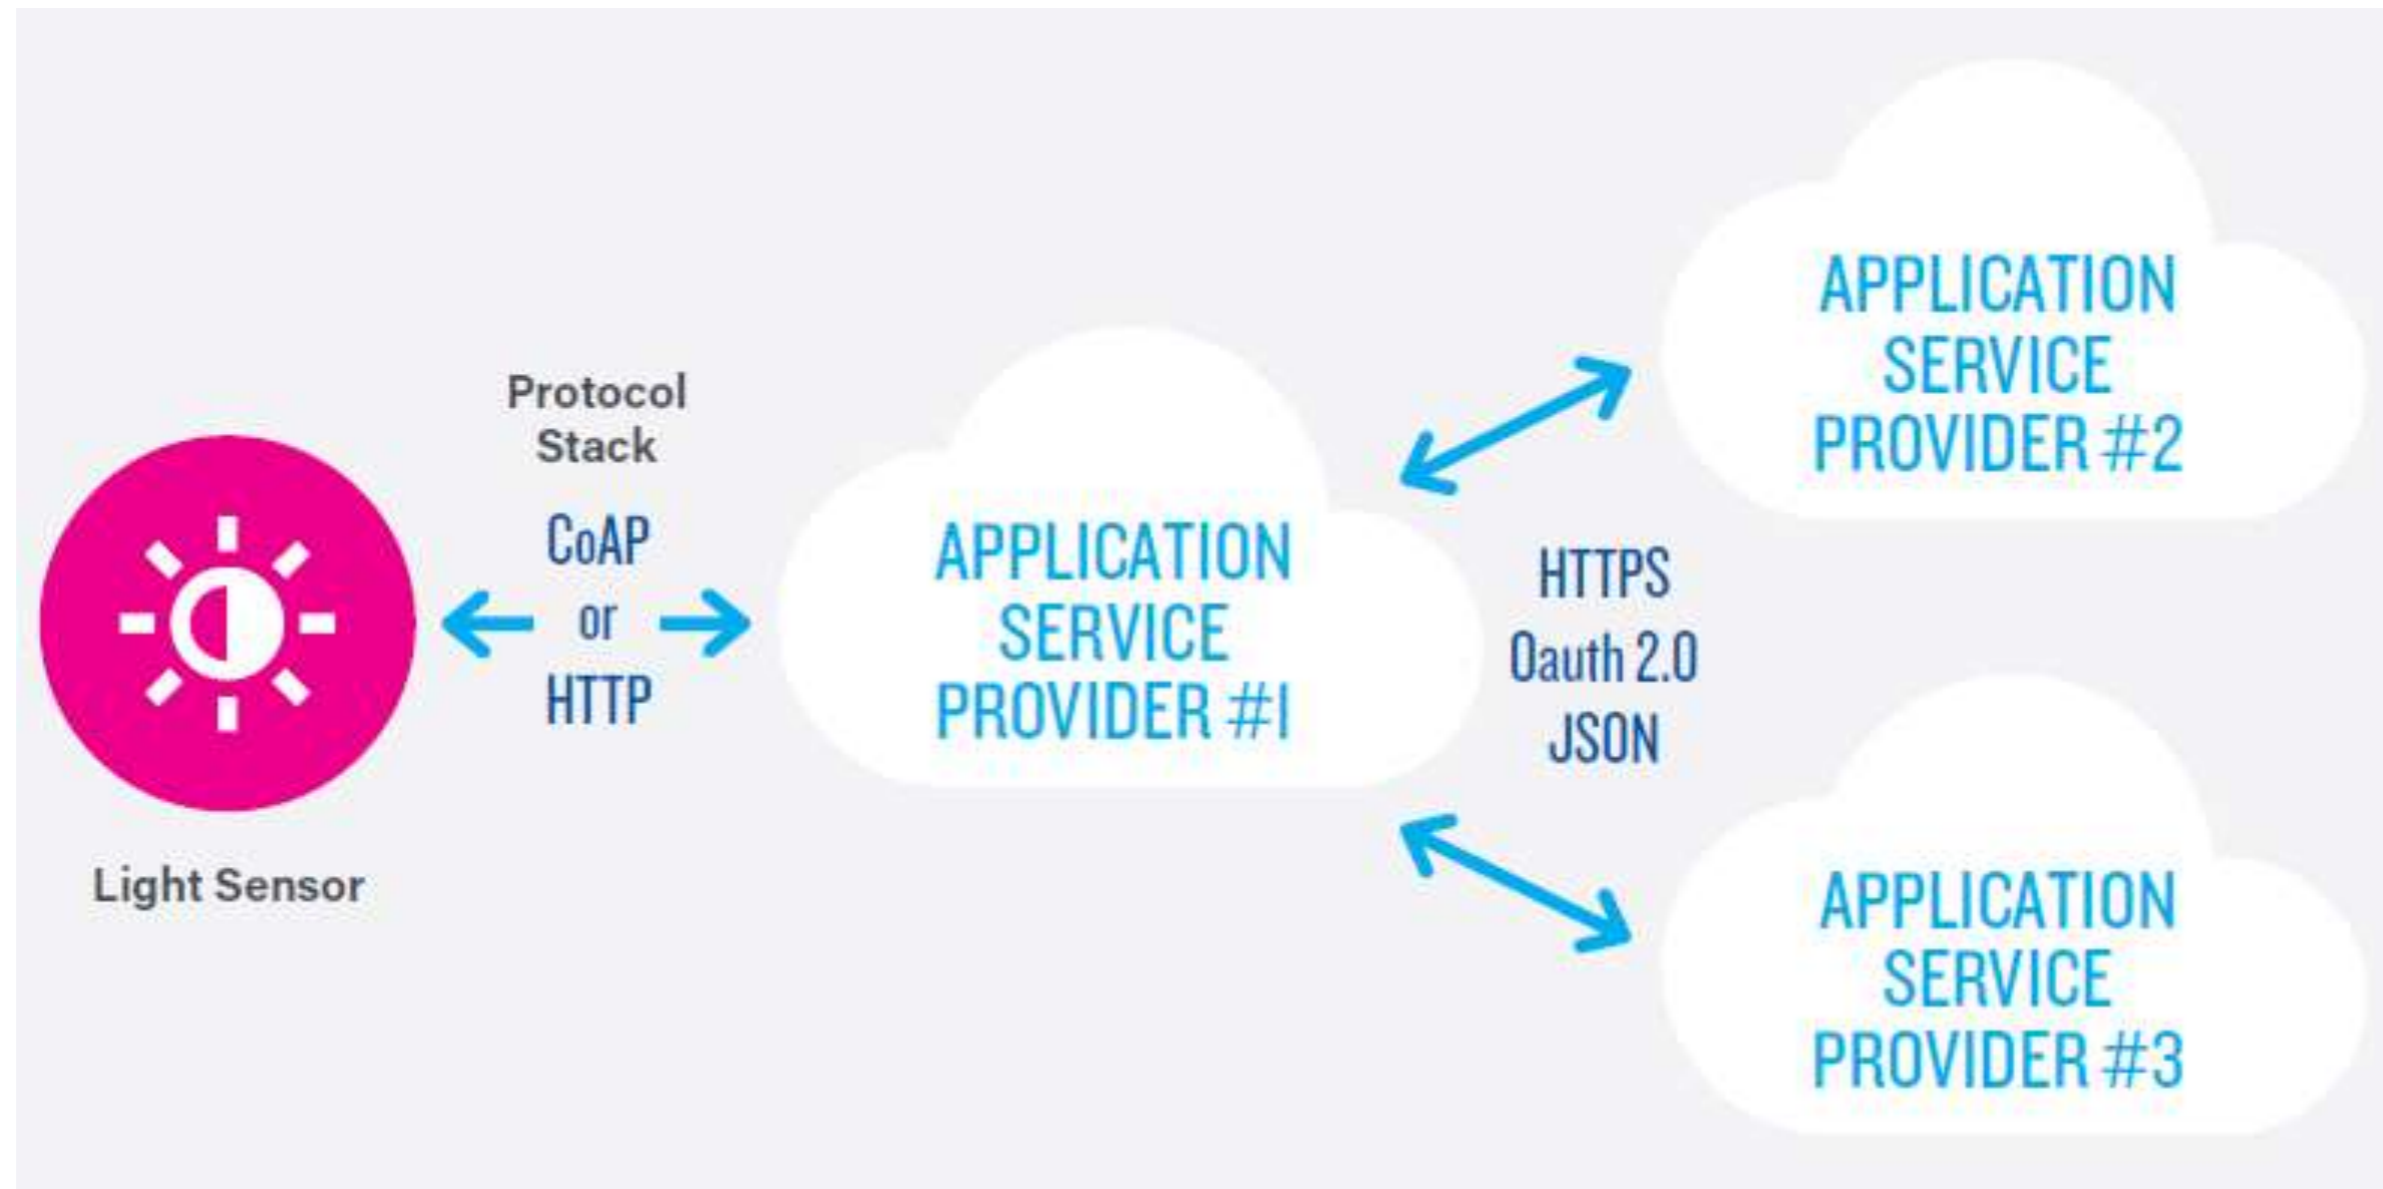 Protocol
Stack
CoAP
or
HTTP
Light Sensor
APPLICATION
SERVICE
PROVIDER #1
HTTPS
Oauth 2.0
JSON
APPLICATION
SERVICE
PROVIDER #2
APPLICATION
SERVICE
PROVIDER #3